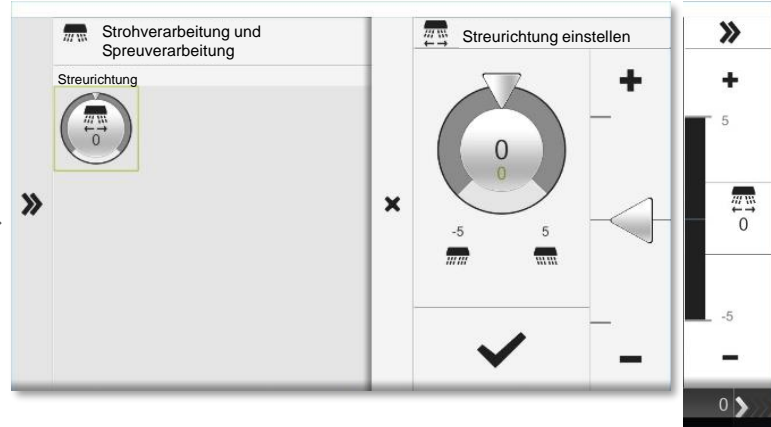 Strohverarbeitung und
Spreuverarbeitung
Streurichtung
0
Streurichtung einstellen
0
0
-5 5
5
0
-5
0